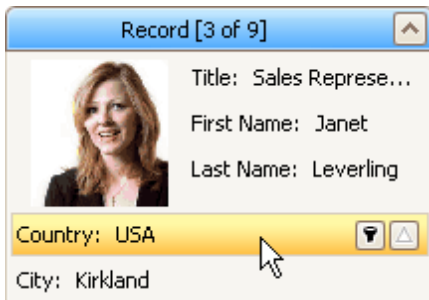 Record [3 of 9]
Title: Sales Represe...
First Name: Janet
Last Name: Leverling
Country: USA
City: Kirkland